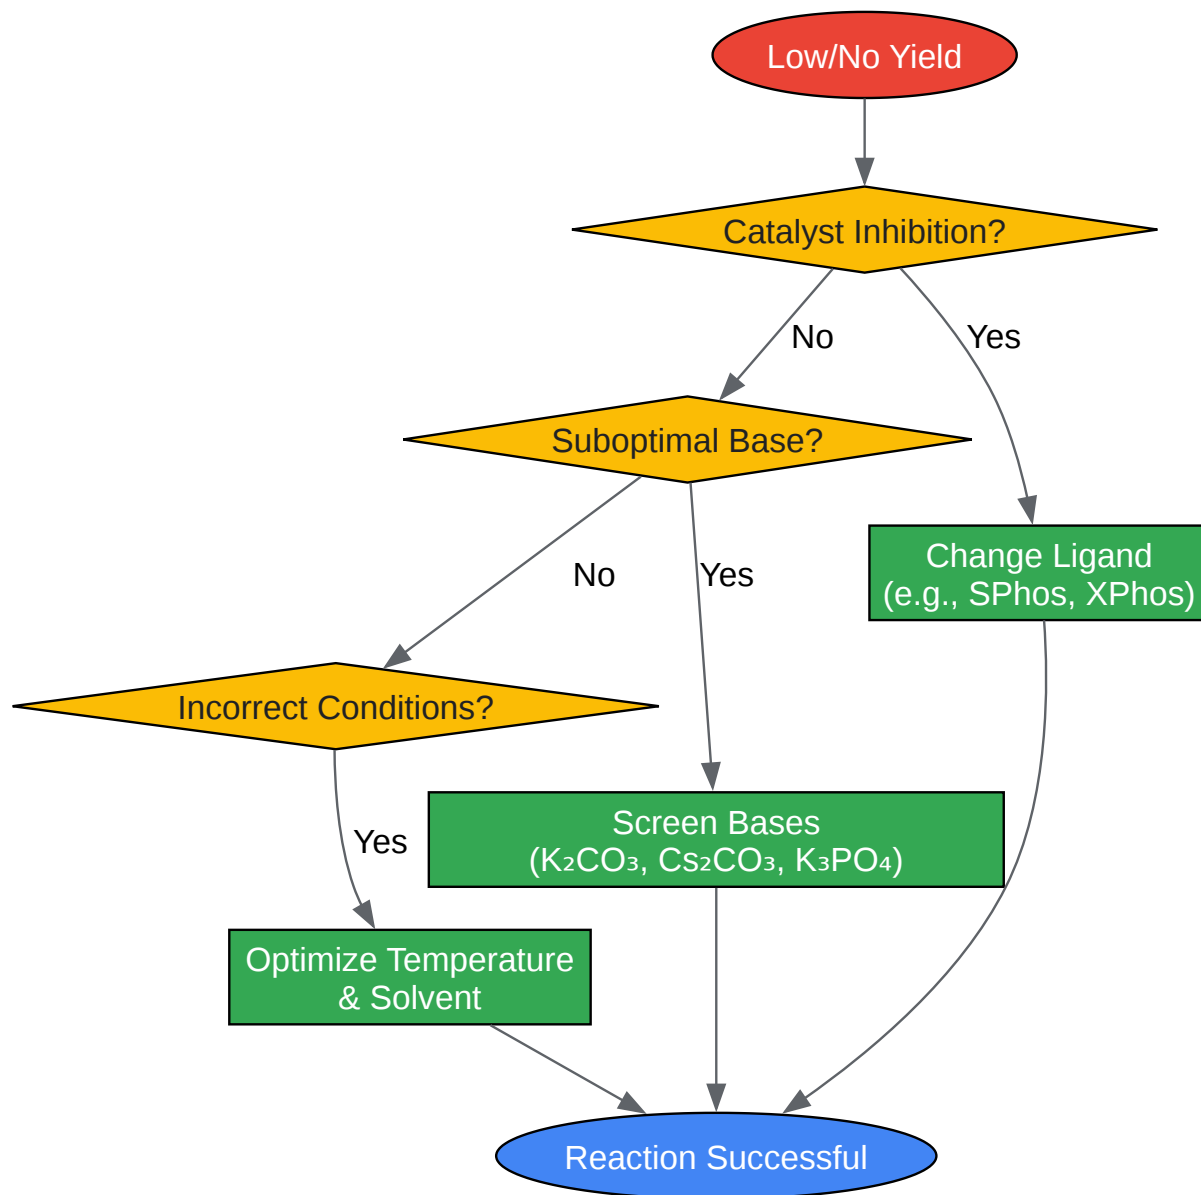 Low/No Yield
Catalyst Inhibition?
No
Yes
Suboptimal Base?
No
Yes
Change Ligand
(e.g., SPhos, XPhos)
Incorrect Conditions?
Yes
Screen Bases
(K₂CO₃, Cs₂CO₃, K₃PO₄)
Optimize Temperature
& Solvent
Reaction Successful